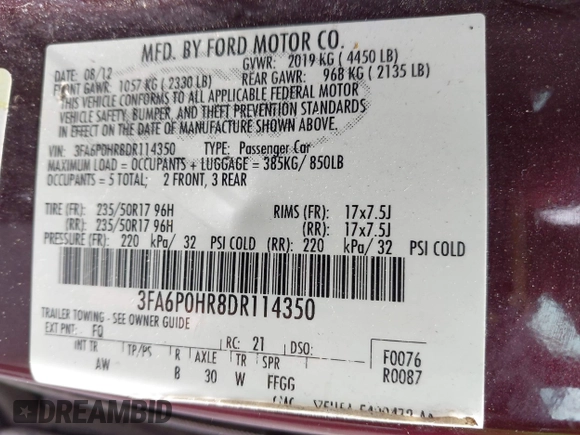 MFD. BY FORD MOTOR CO.
DATE: 08/12 GVWR: 2019 KG ( 4450 LB)
FRONT GAWR: 1057 KG ( 2330 LB) REAR GAWR: 968 KG ( 2135 LB)
THIS VEHICLE CONFORMS TO ALL APPLICABLE FEDERAL MOTOR
VEHICLE SAFETY, BUMPER, AND THEFT PREVENTION STANDARDS
IN EFFECT ON THE DATE OF MANUFACTURE SHOWN ABOVE.
VIN: 3FA6P0HR8DR114350 TYPE: Passenger Car
MAXIMUM LOAD = OCCUPANTS + LUGGAGE = 385KG/ 850LB
OCCUPANTS = 5 TOTAL; 2 FRONT, 3 REAR
TIRE (FR): 235/50R17 96H RIMS (FR): 17x7.5J
(RR): 235/50R17 96H (RR): 17x7.5J
PRESSURE (FR): 220 kPa/ 32 PSI COLD (RR): 220 kPa/ 32 PSI COLD
3FA6P0HR8DR114350
TRAILER TOWING - SEE OWNER GUIDE
EXT PNT: FQ RC: 21 DSO: F0076
INT TR TP/PS R AXLE TR SPR R0087
AW B 30 W FFGG
DREAMBID